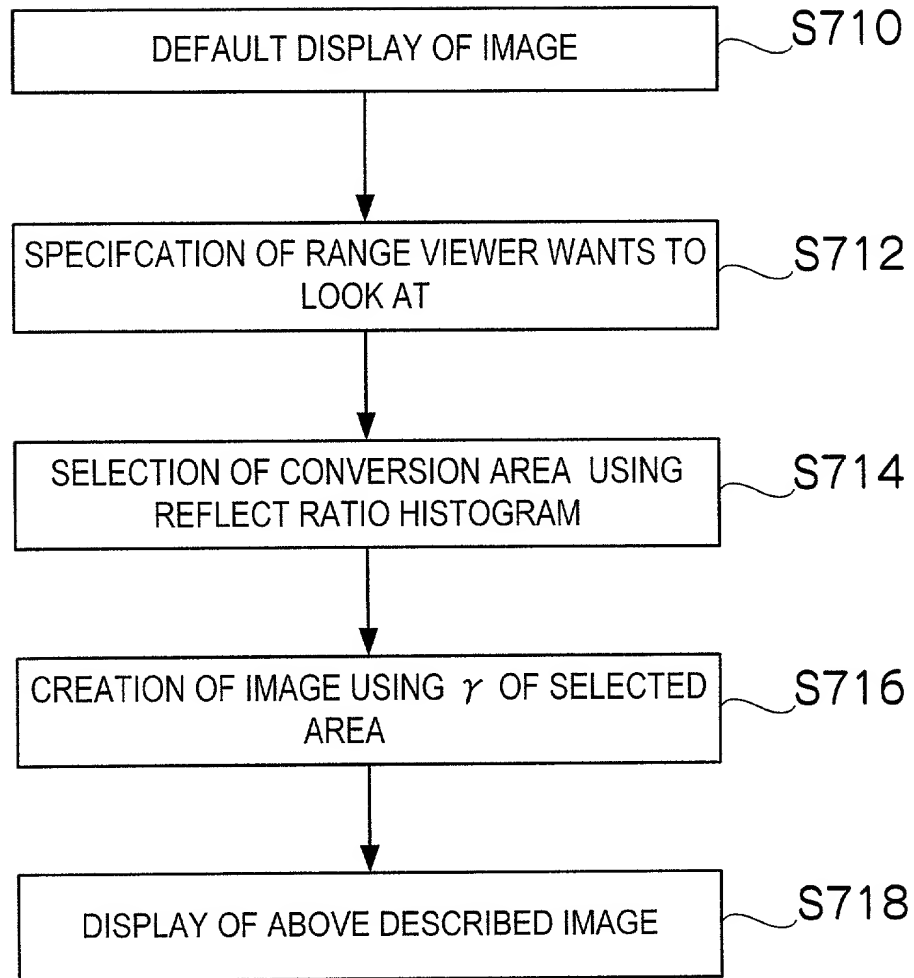 DEFAULT DISPLAY OF IMAGE
S710
SPECIFCATION OF RANGE VIEWER WANTS TO
LOOK AT
S712
SELECTION OF CONVERSION AREA USING
REFLECT RATIO HISTOGRAM
S714
CREATION OF IMAGE USING γ OF SELECTED
AREA
S716
DISPLAY OF ABOVE DESCRIBED IMAGE
S718